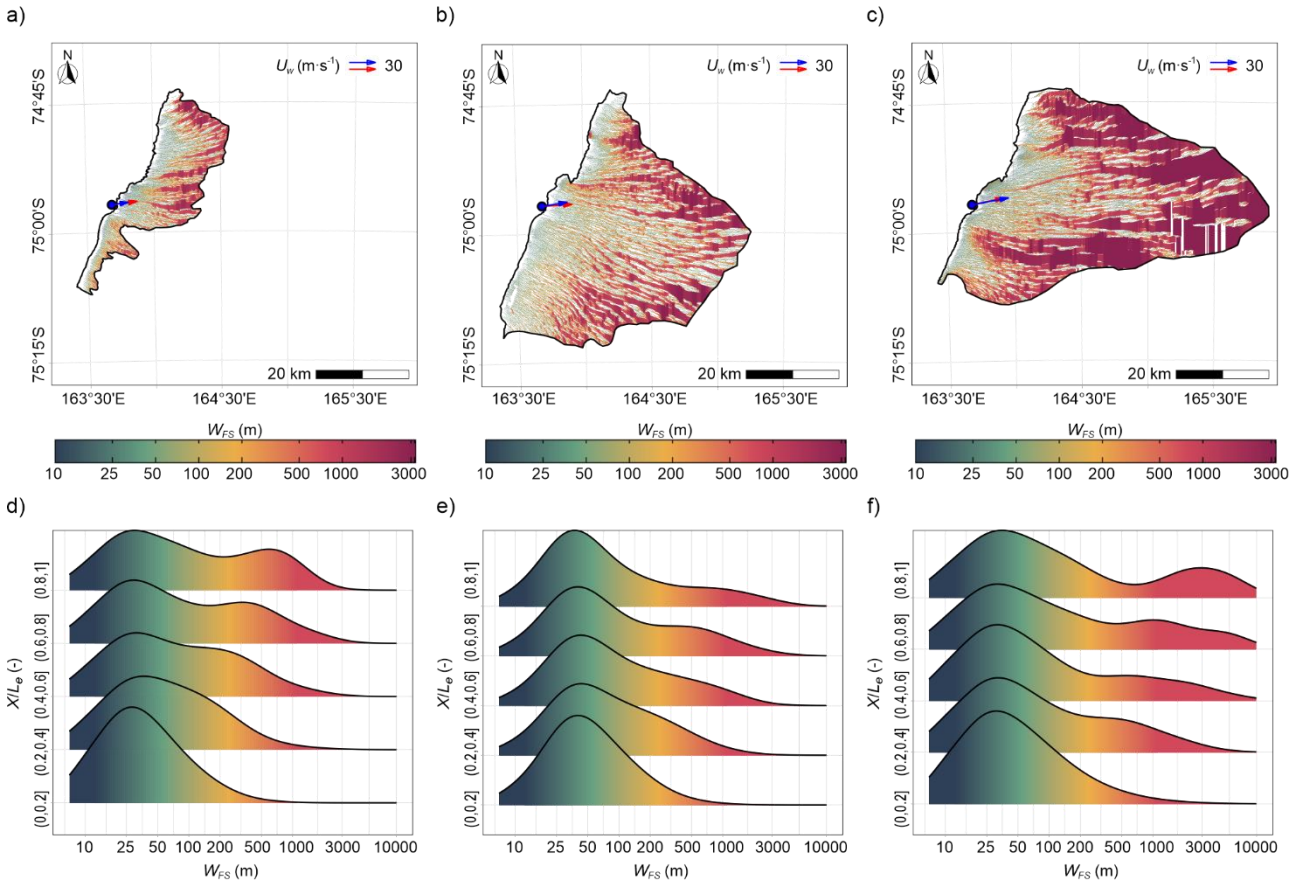 a)
N
U_w (m·s⁻¹) 30
74°45'S
75°00'S
75°15'S
20 km
163°30'E 164°30'E 165°30'E
W_FS (m)
10 25 50 100 200 500 1000 3000
b)
N
U_w (m·s⁻¹) 30
74°45'S
75°00'S
75°15'S
20 km
163°30'E 164°30'E 165°30'E
W_FS (m)
10 25 50 100 200 500 1000 3000
c)
N
U_w (m·s⁻¹) 30
74°45'S
75°00'S
75°15'S
20 km
163°30'E 164°30'E 165°30'E
W_FS (m)
10 25 50 100 200 500 1000 3000
d)
X/L_e (-)
(0.8,1]
(0.6,0.8]
(0.4,0.6]
(0.2,0.4]
(0,0.2]
10 25 50 100 200 500 1000 3000 10000
W_FS (m)
e)
X/L_e (-)
(0.8,1]
(0.6,0.8]
(0.4,0.6]
(0.2,0.4]
(0,0.2]
10 25 50 100 200 500 1000 3000 10000
W_FS (m)
f)
X/L_e (-)
(0.8,1]
(0.6,0.8]
(0.4,0.6]
(0.2,0.4]
(0,0.2]
10 25 50 100 200 500 1000 3000 10000
W_FS (m)